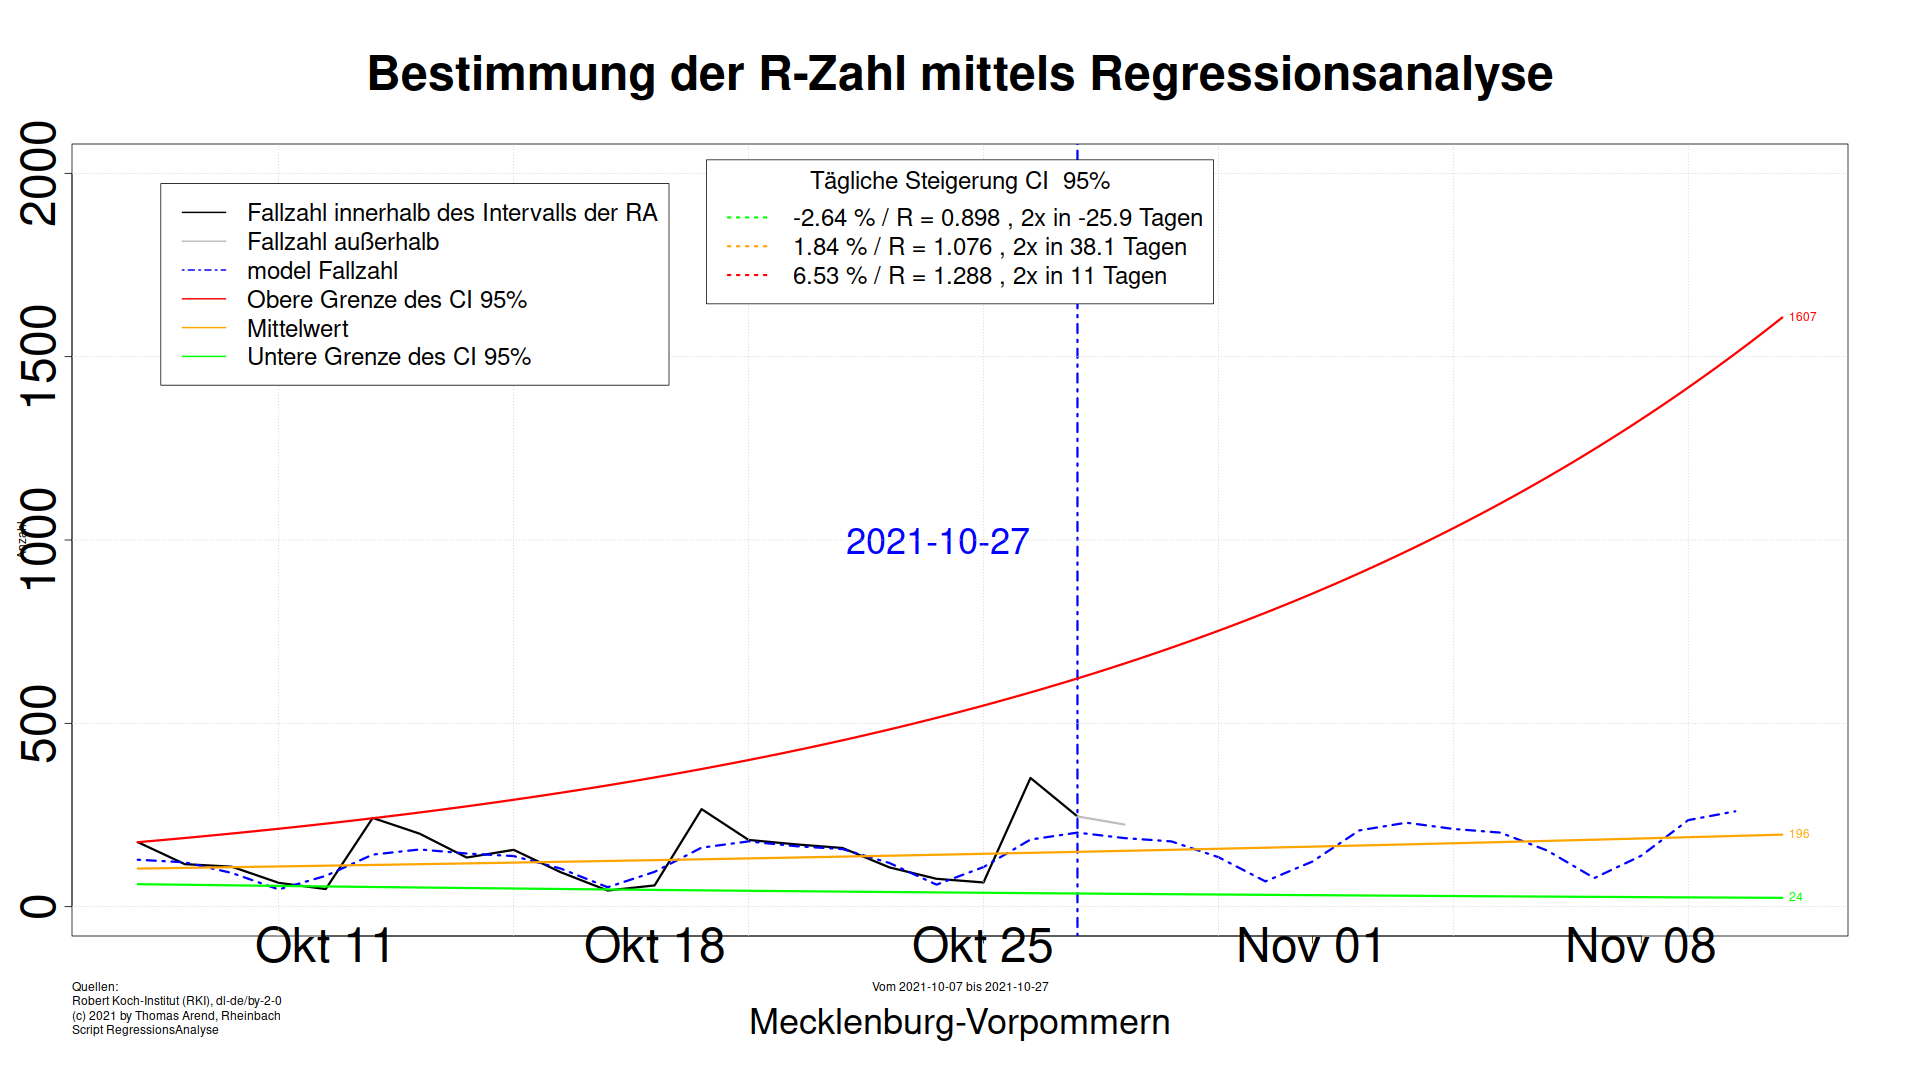 Bestimmung der R-Zahl mittels Regressionsanalyse
Anzahl
2000
1500
1000
500
0
Fallzahl innerhalb des Intervalls der RA
Fallzahl außerhalb
model Fallzahl
Obere Grenze des CI 95%
Mittelwert
Untere Grenze des CI 95%
Tägliche Steigerung CI 95%
-2.64 % / R = 0.898 , 2x in -25.9 Tagen
1.84 % / R = 1.076 , 2x in 38.1 Tagen
6.53 % / R = 1.288 , 2x in 11 Tagen
1607
2021-10-27
196
24
Okt 11 Okt 18 Okt 25 Nov 01 Nov 08
Vom 2021-10-07 bis 2021-10-27
Mecklenburg-Vorpommern
Quellen:
Robert Koch-Institut (RKI), dl-de/by-2-0
(c) 2021 by Thomas Arend, Rheinbach
Script RegressionsAnalyse